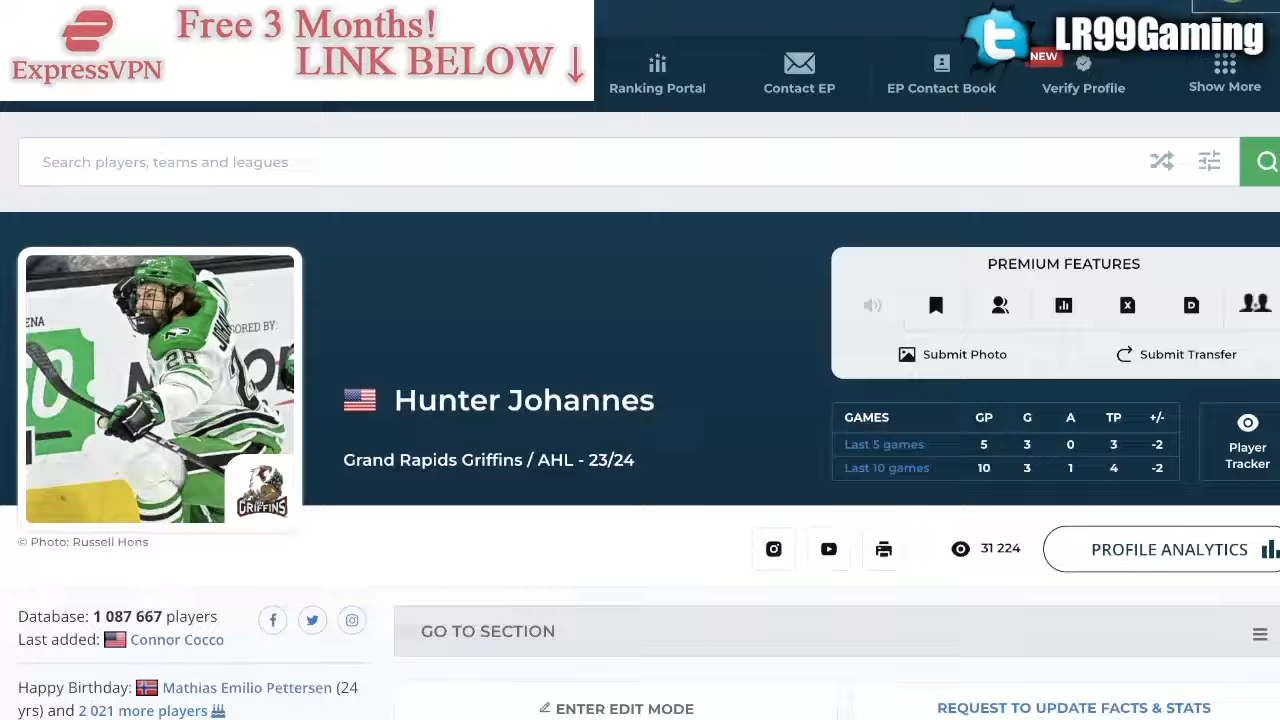 Free 3 Months!
ExpressVPN
LINK BELOW ↓
LR99Gaming
NEW
Ranking Portal
Contact EP
EP Contact Book
Verify Profile
Show More
Search players, teams and leagues
PREMIUM FEATURES
Submit Photo
Submit Transfer
ENA
SORED BY:
28
GRIFFINS
Hunter Johannes
Grand Rapids Griffins / AHL - 23/24
GAMES GP G A TP +/-
Last 5 games 5 3 0 3 -2
Last 10 games 10 3 1 4 -2
Player
Tracker
© Photo: Russell Hons
31 224
PROFILE ANALYTICS
Database: 1 087 667 players
Last added: Connor Cocco
GO TO SECTION
Happy Birthday: Mathias Emilio Pettersen (24
yrs) and 2 021 more players
ENTER EDIT MODE
REQUEST TO UPDATE FACTS & STATS